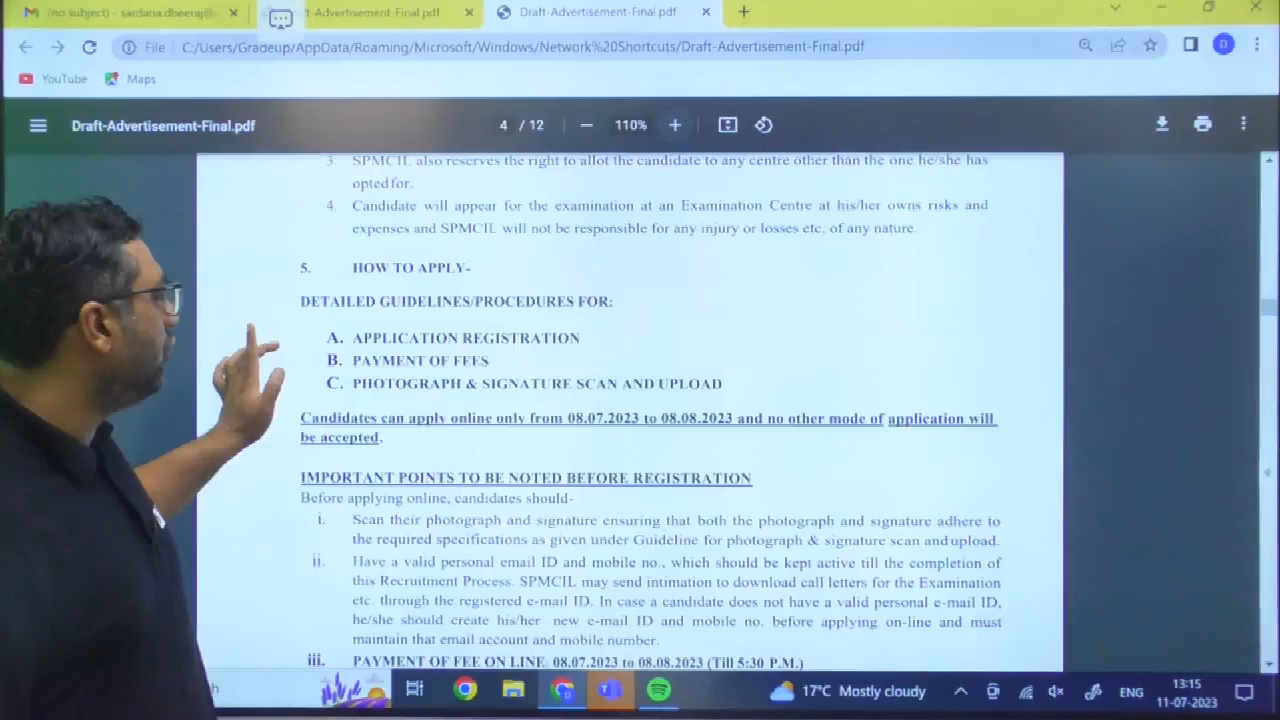 (no subject) - sardana.dheeraj@
t-Advertisement-Final.pdf
Draft-Advertisement-Final.pdf
File C:/Users/Gradeup/AppData/Roaming/Microsoft/Windows/Network%20Shortcuts/Draft-Advertisement-Final.pdf
D
YouTube
Maps
Draft-Advertisement-Final.pdf
4 / 12
110%
3. SPMCIL also reserves the right to allot the candidate to any centre other than the one he/she has
opted for.
4. Candidate will appear for the examination at an Examination Centre at his/her owns risks and
expenses and SPMCIL will not be responsible for any injury or losses etc. of any nature.
5. HOW TO APPLY-
DETAILED GUIDELINES/PROCEDURES FOR:
A. APPLICATION REGISTRATION
B. PAYMENT OF FEES
C. PHOTOGRAPH & SIGNATURE SCAN AND UPLOAD
Candidates can apply online only from 08.07.2023 to 08.08.2023 and no other mode of application will
be accepted.
IMPORTANT POINTS TO BE NOTED BEFORE REGISTRATION
Before applying online, candidates should-
i. Scan their photograph and signature ensuring that both the photograph and signature adhere to
the required specifications as given under Guideline for photograph & signature scan and upload.
ii. Have a valid personal email ID and mobile no., which should be kept active till the completion of
this Recruitment Process. SPMCIL may send intimation to download call letters for the Examination
etc. through the registered e-mail ID. In case a candidate does not have a valid personal e-mail ID,
he/she should create his/her new e-mail ID and mobile no. before applying on-line and must
maintain that email account and mobile number.
iii. PAYMENT OF FEE ON LINE: 08.07.2023 to 08.08.2023 (Till 5:30 P.M.)
h
17°C Mostly cloudy
ENG
13:15
11-07-2023